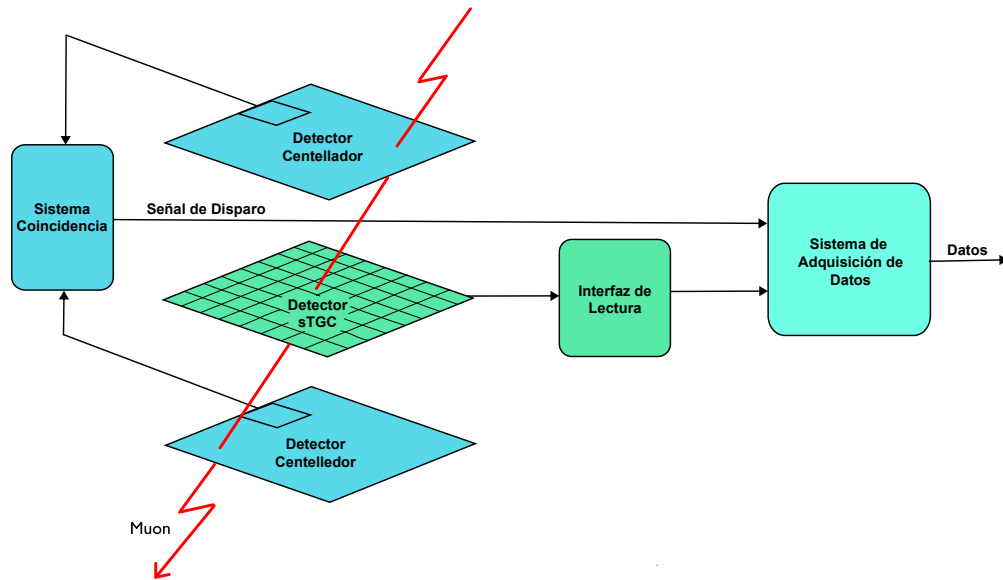 Detector
Centellador
Sistema
Coincidencia
Señal de Disparo
Sistema de
Adquisición de
Datos
Datos
Detector
sTGC
Interfaz de
Lectura
Detector
Centelledor
Muon